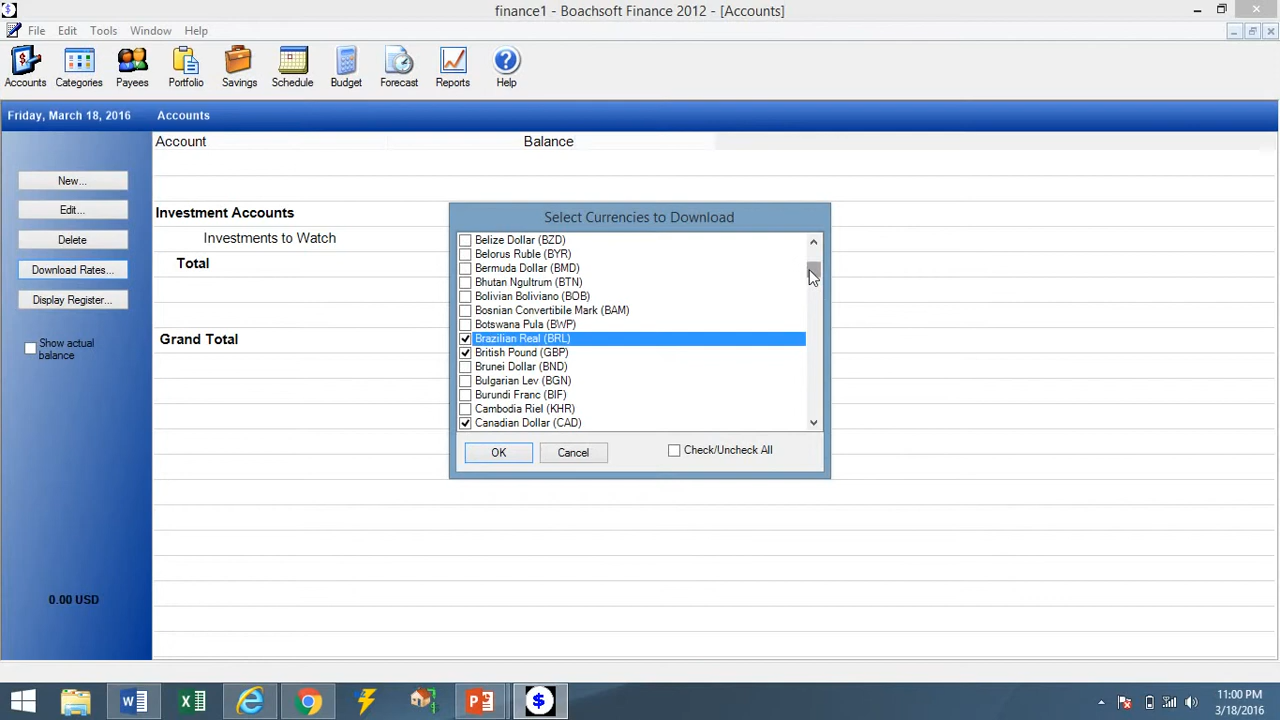 finance1 - Boachsoft Finance 2012 - [Accounts]
File Edit Tools Window Help
Accounts Categories Payees Portfolio Savings Schedule Budget Forecast Reports Help
Friday, March 18, 2016 Accounts
Account Balance
New...
Edit...
Delete
Download Rates...
Display Register...
Show actual
balance
0.00 USD
Investment Accounts
Investments to Watch
Total
Grand Total
Select Currencies to Download
Belize Dollar (BZD)
Belorus Ruble (BYR)
Bermuda Dollar (BMD)
Bhutan Ngultrum (BTN)
Bolivian Boliviano (BOB)
Bosnian Convertible Mark (BAM)
Botswana Pula (BWP)
Brazilian Real (BRL)
British Pound (GBP)
Brunei Dollar (BND)
Bulgarian Lev (BGN)
Burundi Franc (BIF)
Cambodia Riel (KHR)
Canadian Dollar (CAD)
OK Cancel Check/Uncheck All
11:00 PM
3/18/2016